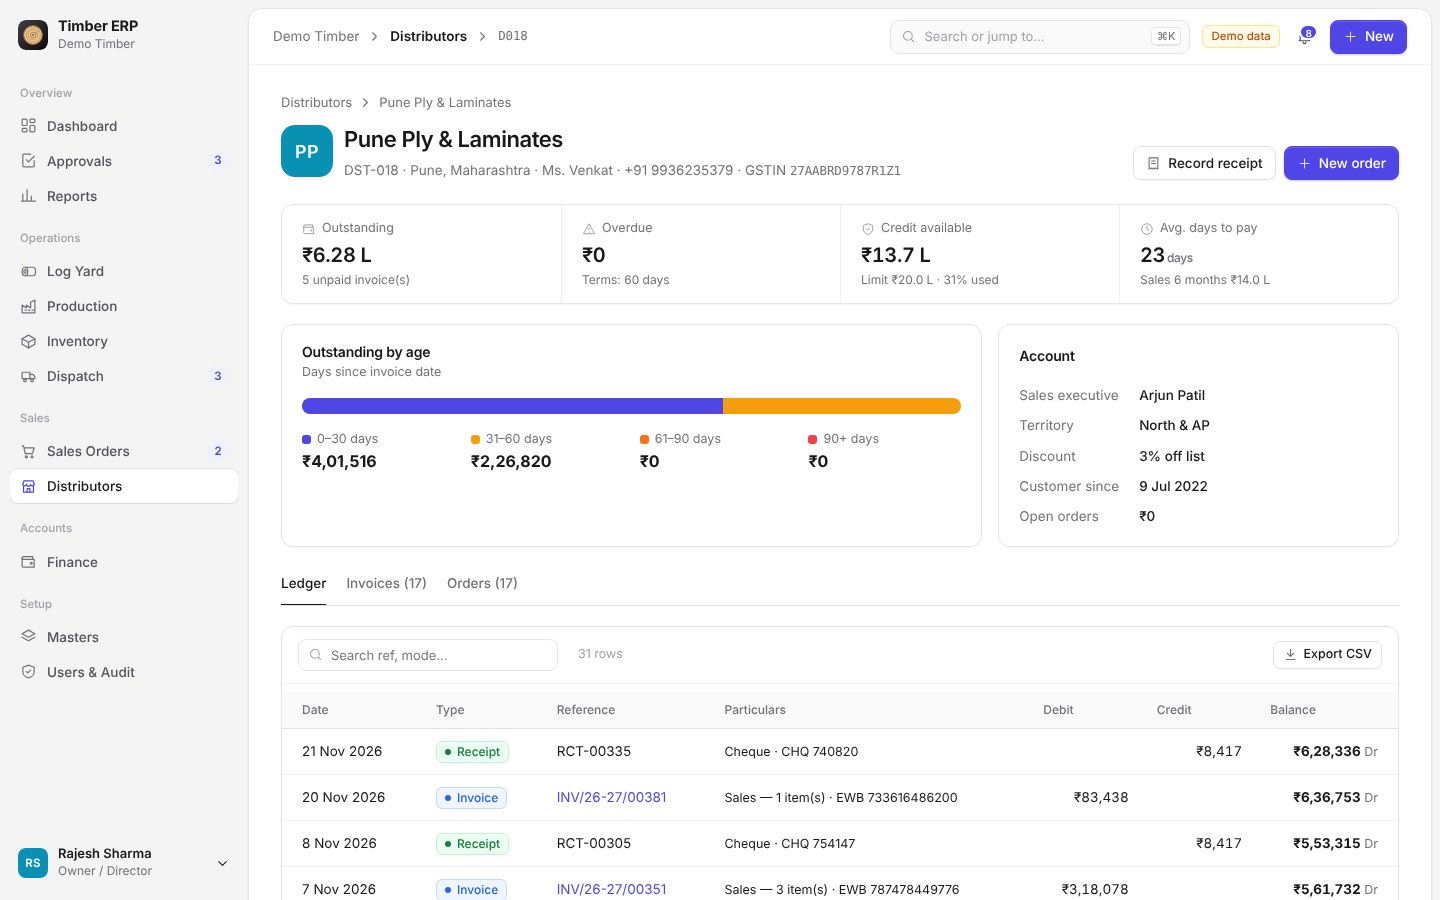 Timber ERP
Demo Timber
Overview
Dashboard
Approvals 3
Reports
Operations
Log Yard
Production
Inventory
Dispatch 3
Sales
Sales Orders 2
Distributors
Accounts
Finance
Setup
Masters
Users & Audit
RS
Rajesh Sharma
Owner / Director
Demo Timber > Distributors > D018
Search or jump to... ⌘K
Demo data
8
+ New
Distributors > Pune Ply & Laminates
PP
Pune Ply & Laminates
DST-018 · Pune, Maharashtra · Ms. Venkat · +91 9936235379 · GSTIN 27AABRD9787R1Z1
Record receipt
+ New order
Outstanding
₹6.28 L
5 unpaid invoice(s)
Overdue
₹0
Terms: 60 days
Credit available
₹13.7 L
Limit ₹20.0 L · 31% used
Avg. days to pay
23 days
Sales 6 months ₹14.0 L
Outstanding by age
Days since invoice date
0–30 days
₹4,01,516
31–60 days
₹2,26,820
61–90 days
₹0
90+ days
₹0
Account
Sales executive Arjun Patil
Territory North & AP
Discount 3% off list
Customer since 9 Jul 2022
Open orders ₹0
Ledger Invoices (17) Orders (17)
Search ref, mode... 31 rows Export CSV
Date Type Reference Particulars Debit Credit Balance
21 Nov 2026 Receipt RCT-00335 Cheque · CHQ 740820 ₹8,417 ₹6,28,336 Dr
20 Nov 2026 Invoice INV/26-27/00381 Sales — 1 item(s) · EWB 733616486200 ₹83,438 ₹6,36,753 Dr
8 Nov 2026 Receipt RCT-00305 Cheque · CHQ 754147 ₹8,417 ₹5,53,315 Dr
7 Nov 2026 Invoice INV/26-27/00351 Sales — 3 item(s) · EWB 787478449776 ₹3,18,078 ₹5,61,732 Dr